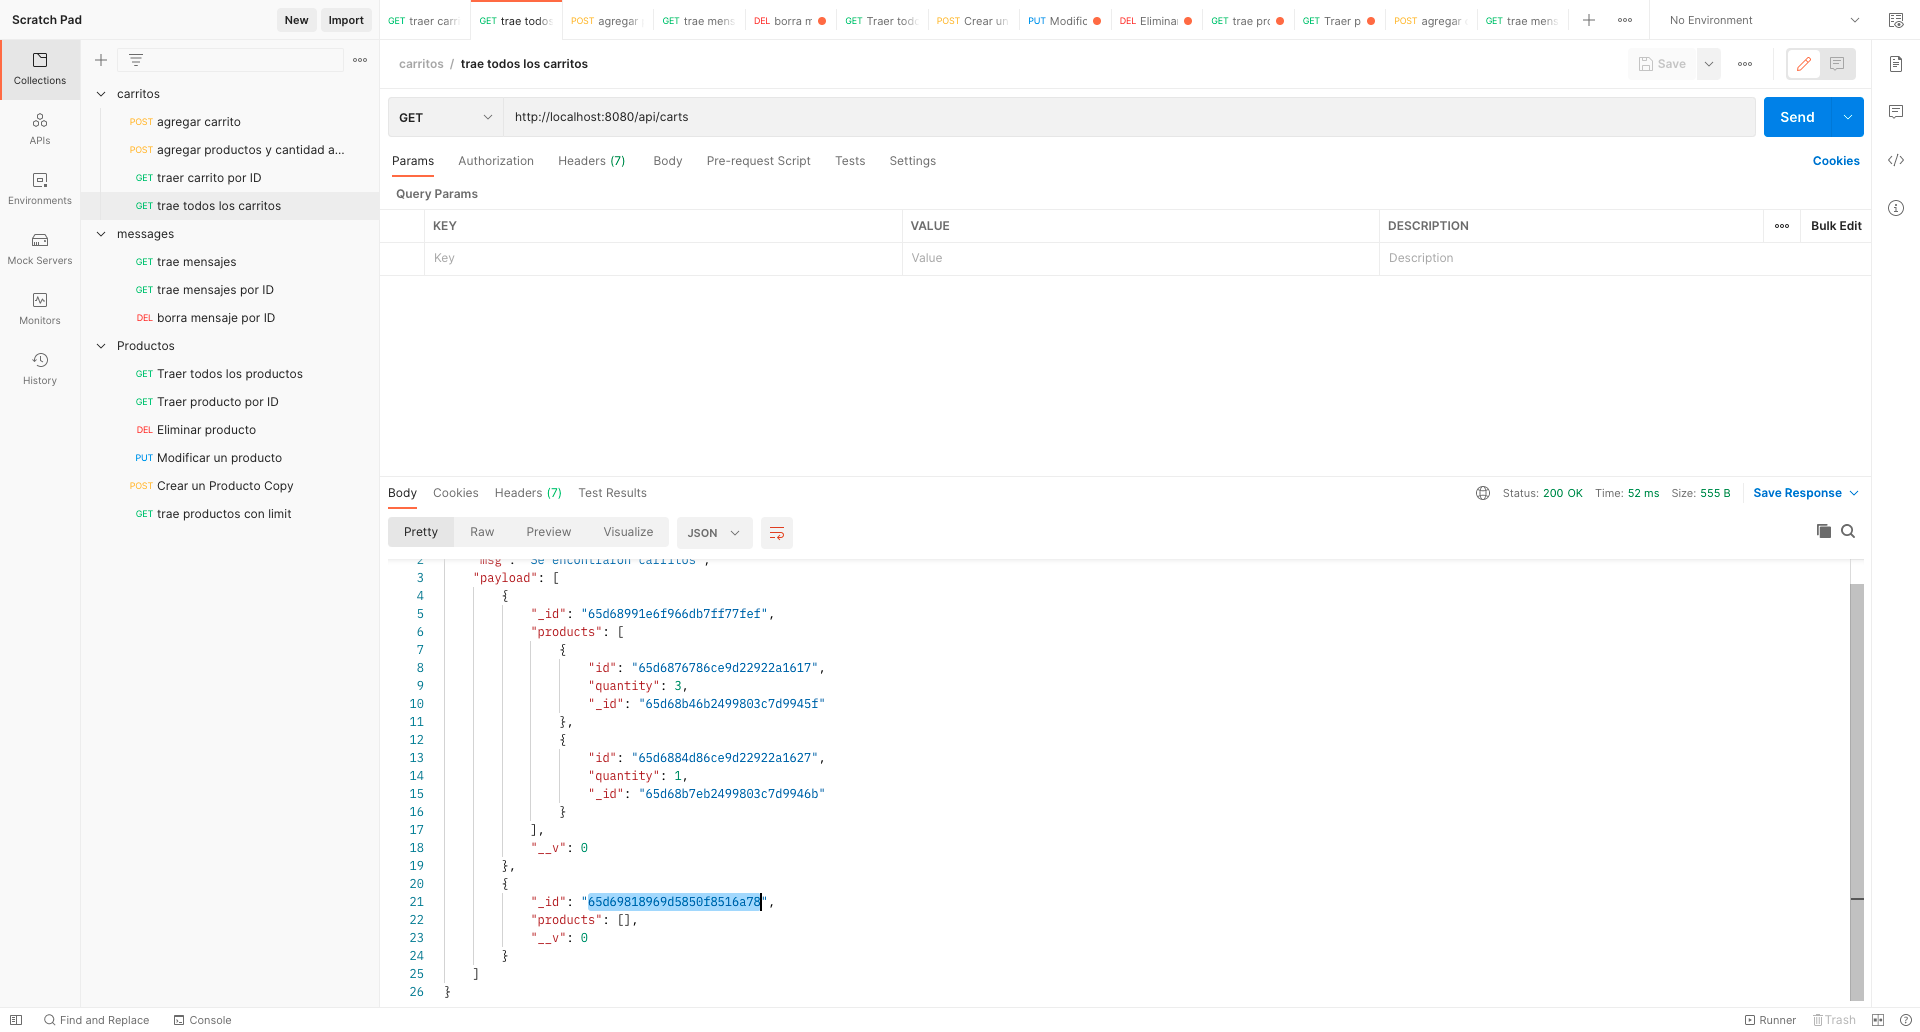 Scratch Pad
New
Import
GET traer carri
GET trae todos
POST agregar
GET trae mens
DEL borra m
GET Traer tod
POST Crear un
PUT Modific
DEL Elimina
GET trae pro
GET Traer p
POST agregar
GET trae mens
No Environment
Collections
APIs
Environments
Mock Servers
Monitors
History
carritos
POST agregar carrito
POST agregar productos y cantidad a...
GET traer carrito por ID
GET trae todos los carritos
messages
GET trae mensajes
GET trae mensajes por ID
DEL borra mensaje por ID
Productos
GET Traer todos los productos
GET Traer producto por ID
DEL Eliminar producto
PUT Modificar un producto
POST Crear un Producto Copy
GET trae productos con limit
carritos / trae todos los carritos
Save
GET
http://localhost:8080/api/carts
Send
Params Authorization Headers (7) Body Pre-request Script Tests Settings
Cookies
Query Params
KEY VALUE DESCRIPTION
Bulk Edit
Key Value Description
Body Cookies Headers (7) Test Results
Status: 200 OK Time: 52 ms Size: 555 B
Save Response
Pretty Raw Preview Visualize JSON
2 "msg": "Se encontraron carritos",
3 "payload": [
4 {
5 "_id": "65d68991e6f966db7ff77fef",
6 "products": [
7 {
8 "id": "65d6876786ce9d22922a1617",
9 "quantity": 3,
10 "_id": "65d68b46b2499803c7d9945f"
11 },
12 {
13 "id": "65d6884d86ce9d22922a1627",
14 "quantity": 1,
15 "_id": "65d68b7eb2499803c7d9946b"
16 }
17 ],
18 "__v": 0
19 },
20 {
21 "_id": "65d69818969d5850f8516a78",
22 "products": [],
23 "__v": 0
24 }
25 ]
26 }
Find and Replace
Console
Runner
Trash